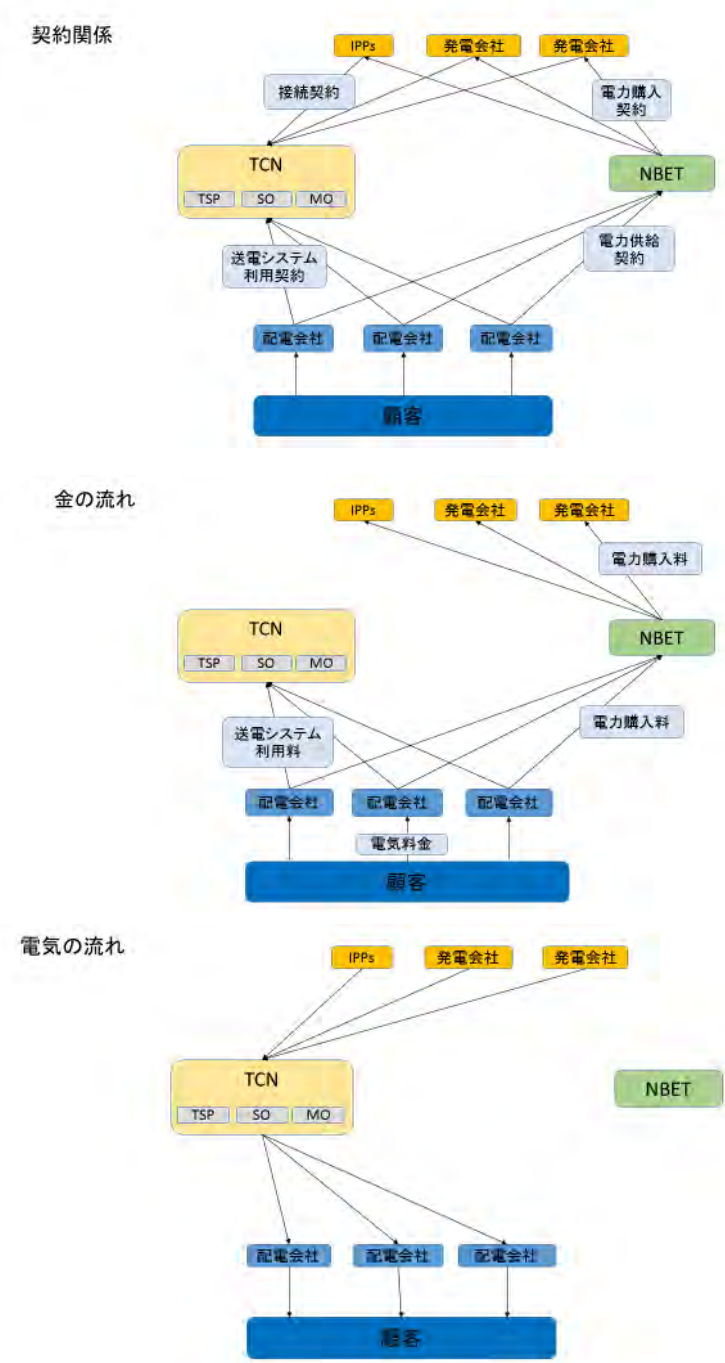 契約関係
IPPs
発電会社
発電会社
接続契約
電力購入
契約
TCN
TSP
SO
MO
NBET
送電システム
利用契約
電力供給
契約
配電会社
配電会社
配電会社
顧客
金の流れ
IPPs
発電会社
発電会社
電力購入料
TCN
TSP
SO
MO
NBET
送電システム
利用料
電力購入料
配電会社
配電会社
配電会社
電気料金
顧客
電気の流れ
IPPs
発電会社
発電会社
TCN
TSP
SO
MO
NBET
配電会社
配電会社
配電会社
顧客